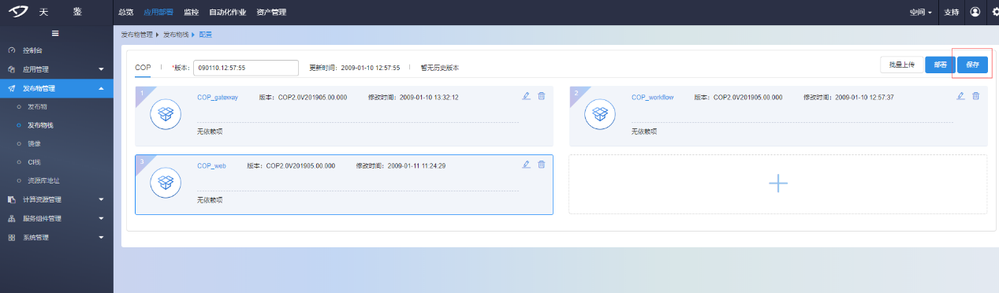 天 鉴 总览 应用部署 监控 自动化作业 资产管理 空间 支持
发布物管理 发布物栈 配置
控制台
应用管理
发布物管理
发布物
发布物栈
镜像
CI栈
资源库地址
计算资源管理
服务组件管理
系统管理
COP *版本: 090110.12:57:55 更新时间: 2009-01-10 12:57:55 暂无历史版本 批量上传 部署 保存
1 COP_gateway 版本: COP2.0V201905.00.000 修改时间: 2009-01-10 13:32:12
无依赖项
2 COP_workflow 版本: COP2.0V201905.00.000 修改时间: 2009-01-10 12:57:37
无依赖项
3 COP_web 版本: COP2.0V201905.00.000 修改时间: 2009-01-11 11:24:29
无依赖项